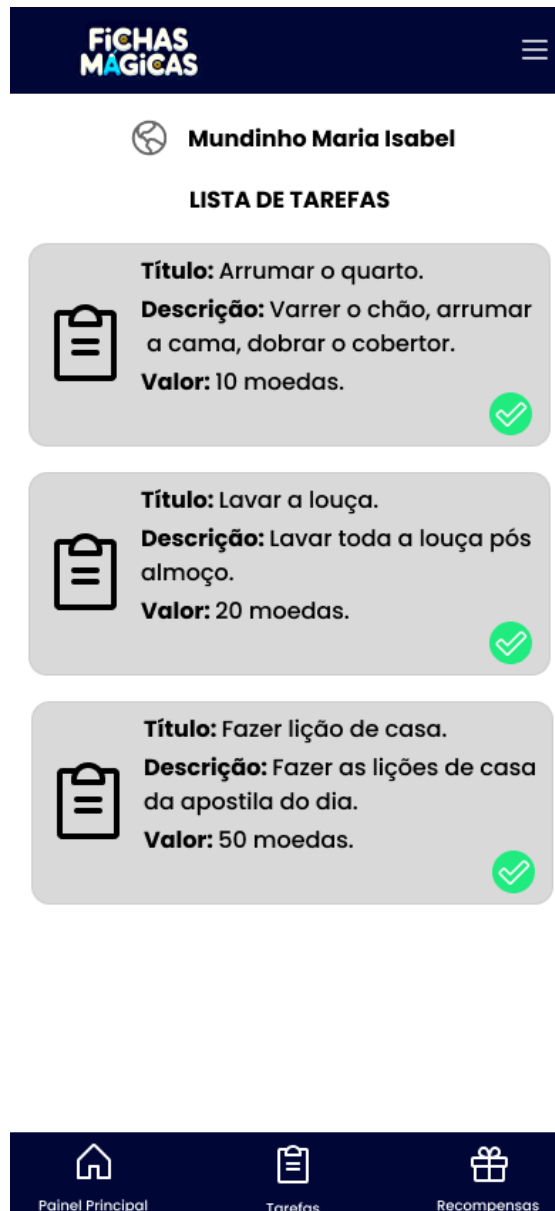 FiCHAS
MÁGiCAS
Mundinho Maria Isabel
LISTA DE TAREFAS
Título: Arrumar o quarto.
Descrição: Varrer o chão, arrumar
a cama, dobrar o cobertor.
Valor: 10 moedas.
Título: Lavar a louça.
Descrição: Lavar toda a louça pós
almoço.
Valor: 20 moedas.
Título: Fazer lição de casa.
Descrição: Fazer as lições de casa
da apostila do dia.
Valor: 50 moedas.
Painel Principal
Tarefas
Recompensas